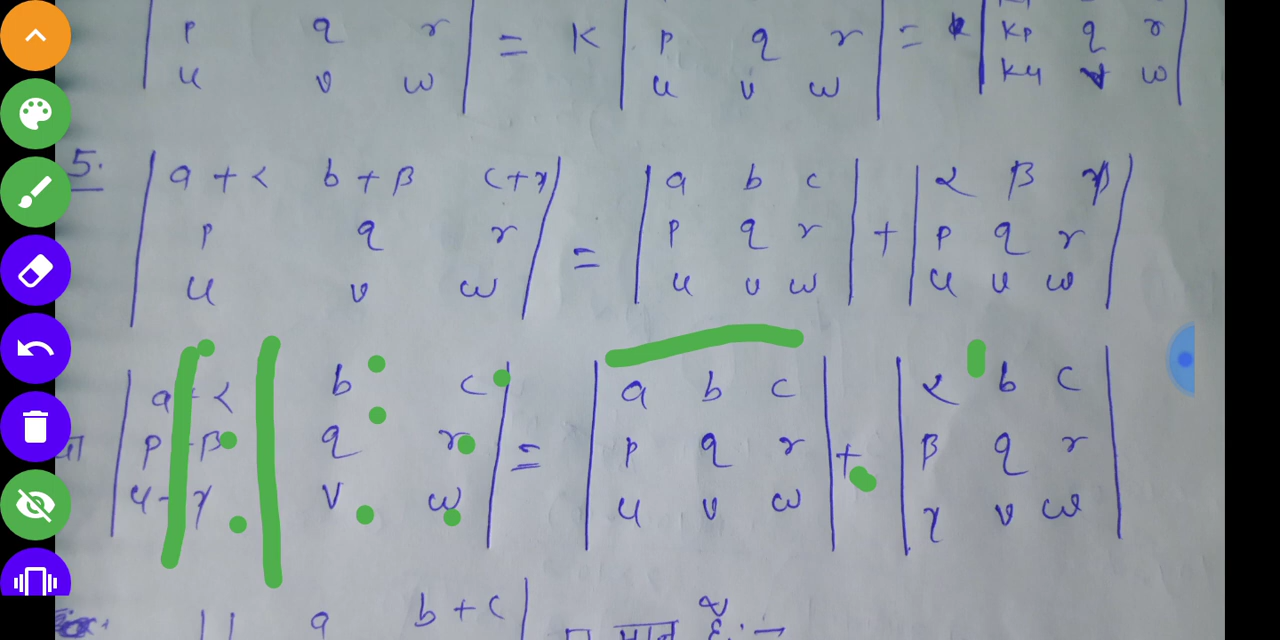 | p q r | = K | p q r | = k | kp q r |
| u v w | | u v w | | ku v w |
5. | a + α b + β c + γ | = | a b c | + | α β γ |
| p q r | | p q r | | p q r |
| u v w | | u v w | | u v w |
या | a + α b c | = | a b c | + | α b c |
| p + β q r | | p q r | | β q r |
| u + γ v w | | u v w | | γ v w |
a b + c |
मान है :-